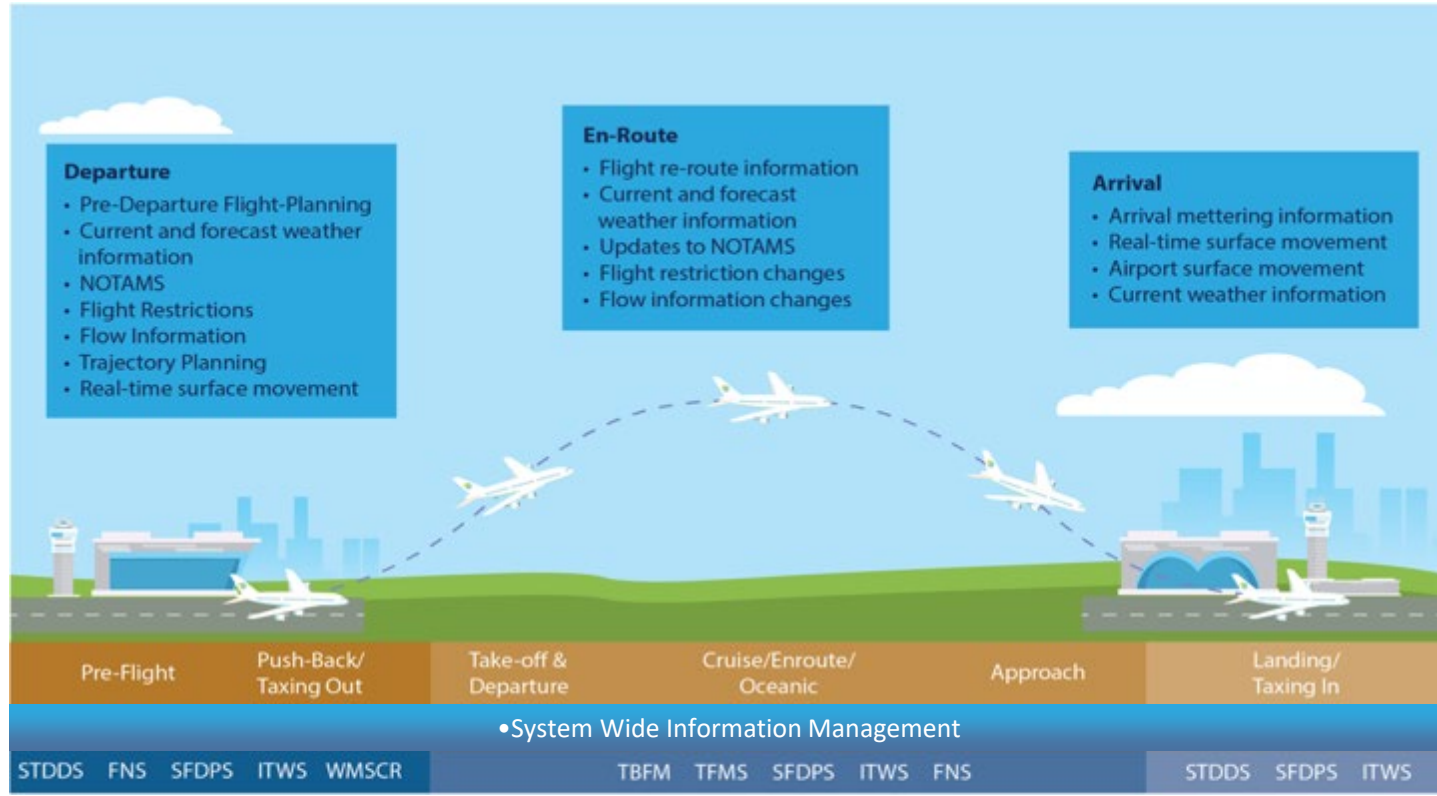 Departure
• Pre-Departure Flight-Planning
• Current and forecast weather
information
• NOTAMS
• Flight Restrictions
• Flow Information
• Trajectory Planning
• Real-time surface movement
En-Route
• Flight re-route information
• Current and forecast
weather information
• Updates to NOTAMS
• Flight restriction changes
• Flow information changes
Arrival
• Arrival mettering information
• Real-time surface movement
• Airport surface movement
• Current weather information
Pre-Flight
Push-Back/
Taxing Out
Take-off &
Departure
Cruise/Enroute/
Oceanic
Approach
Landing/
Taxing In
•System Wide Information Management
STDDS FNS SFDPS ITWS WMSCR
TBFM TFMS SFDPS ITWS FNS
STDDS SFDPS ITWS